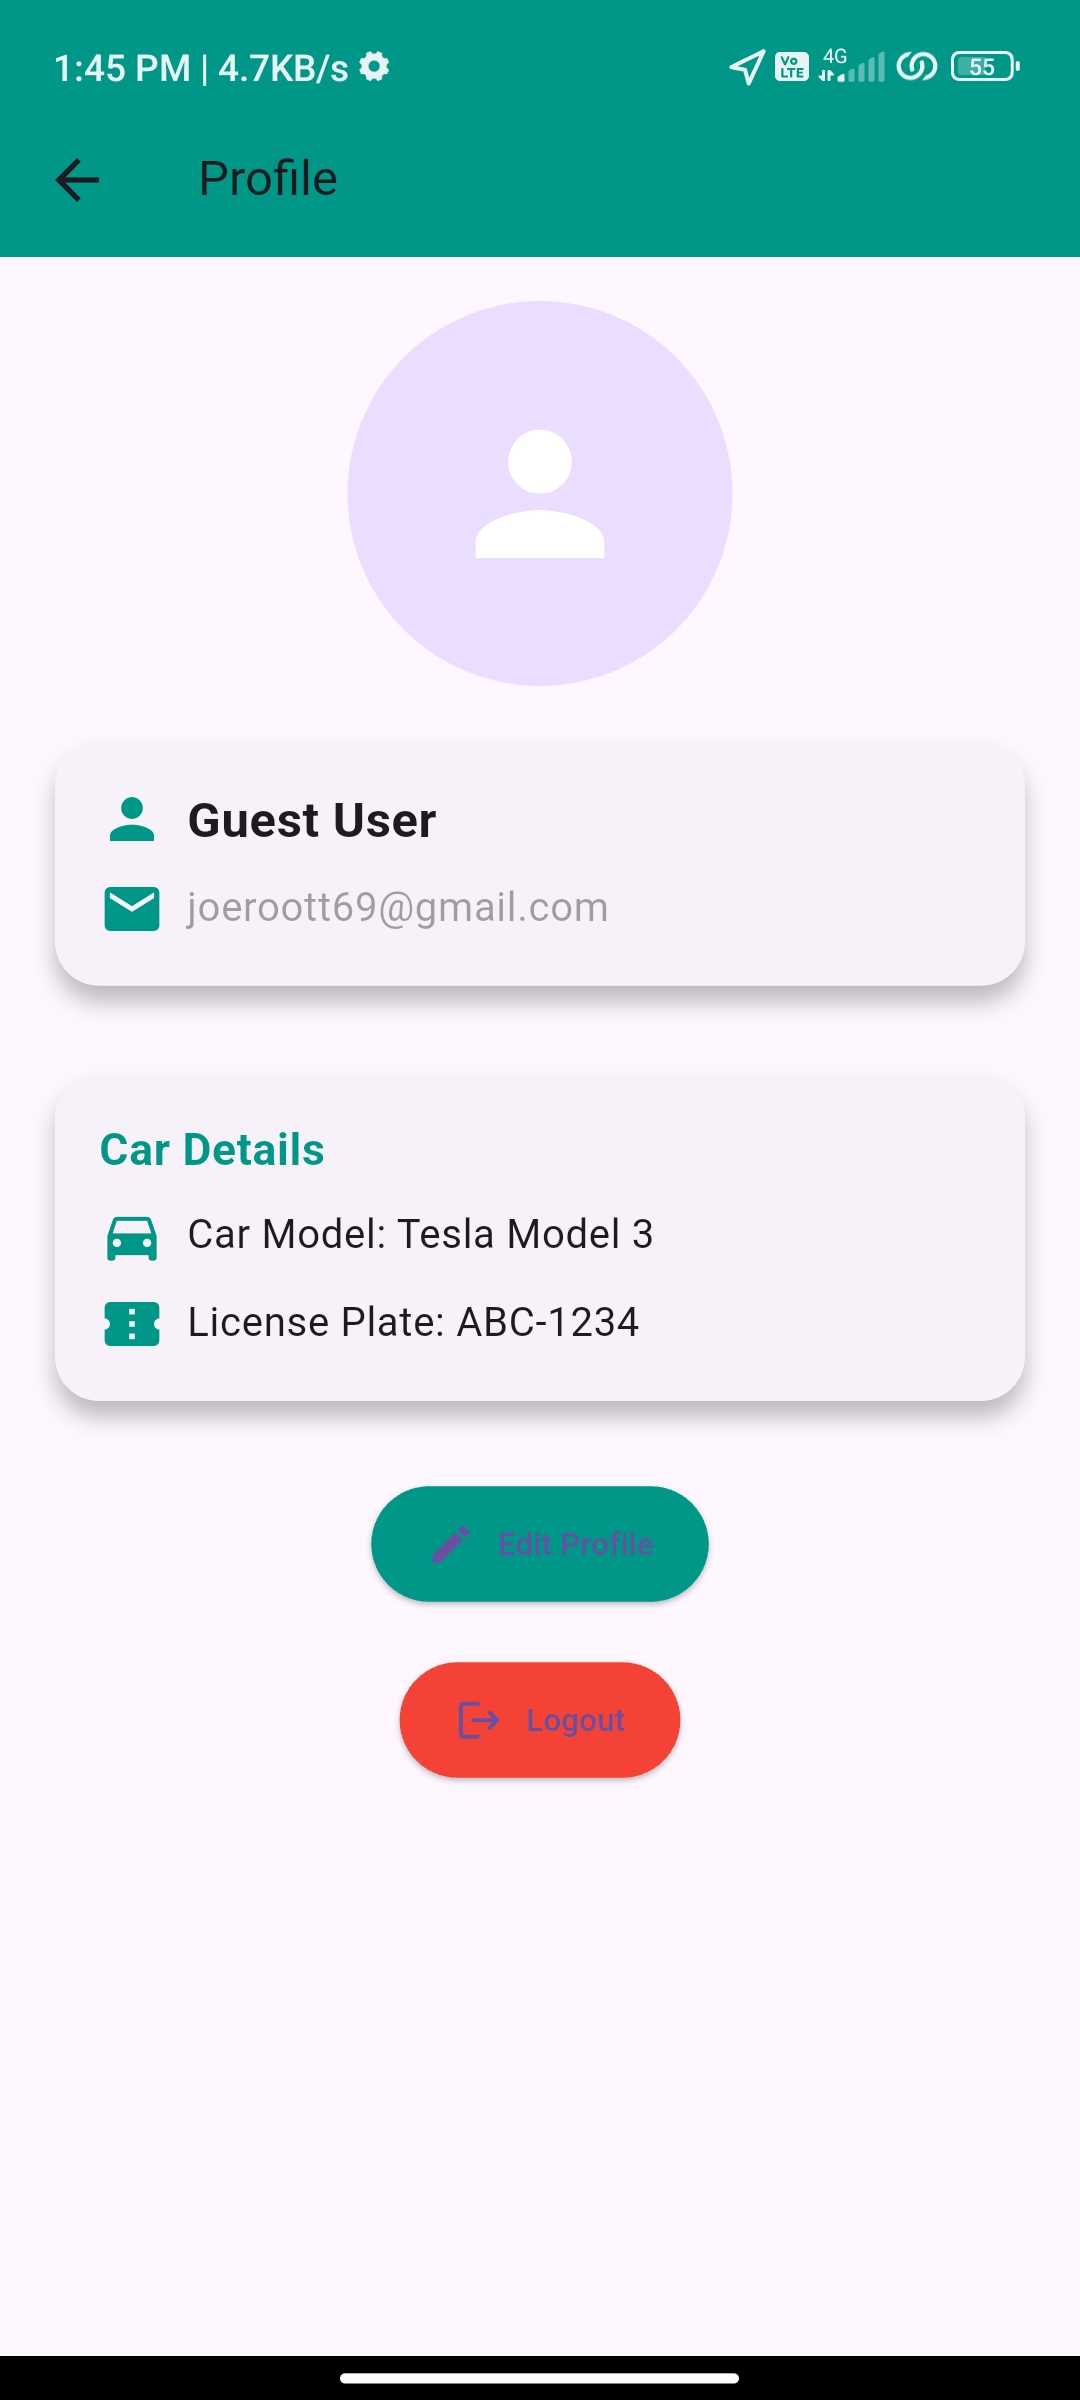 1:45 PM | 4.7KB/s
Vo LTE 4G 55
Profile
Guest User
joeroott69@gmail.com
Car Details
Car Model: Tesla Model 3
License Plate: ABC-1234
Edit Profile
Logout